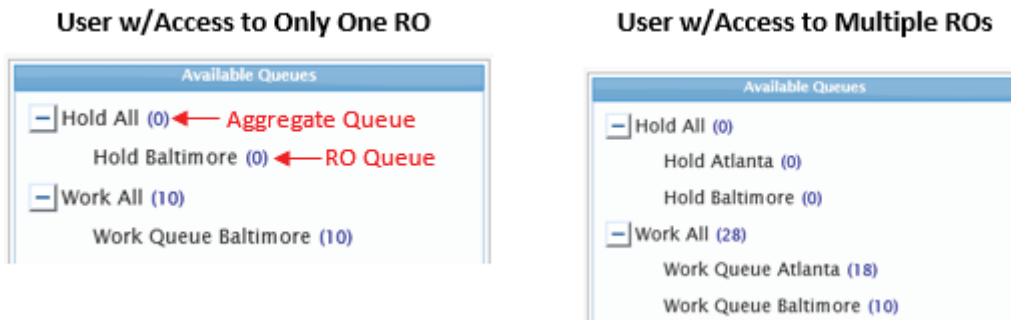 User w/Access to Only One RO
Available Queues
Hold All (0) Aggregate Queue
Hold Baltimore (0) RO Queue
Work All (10)
Work Queue Baltimore (10)
User w/Access to Multiple ROs
Available Queues
Hold All (0)
Hold Atlanta (0)
Hold Baltimore (0)
Work All (28)
Work Queue Atlanta (18)
Work Queue Baltimore (10)